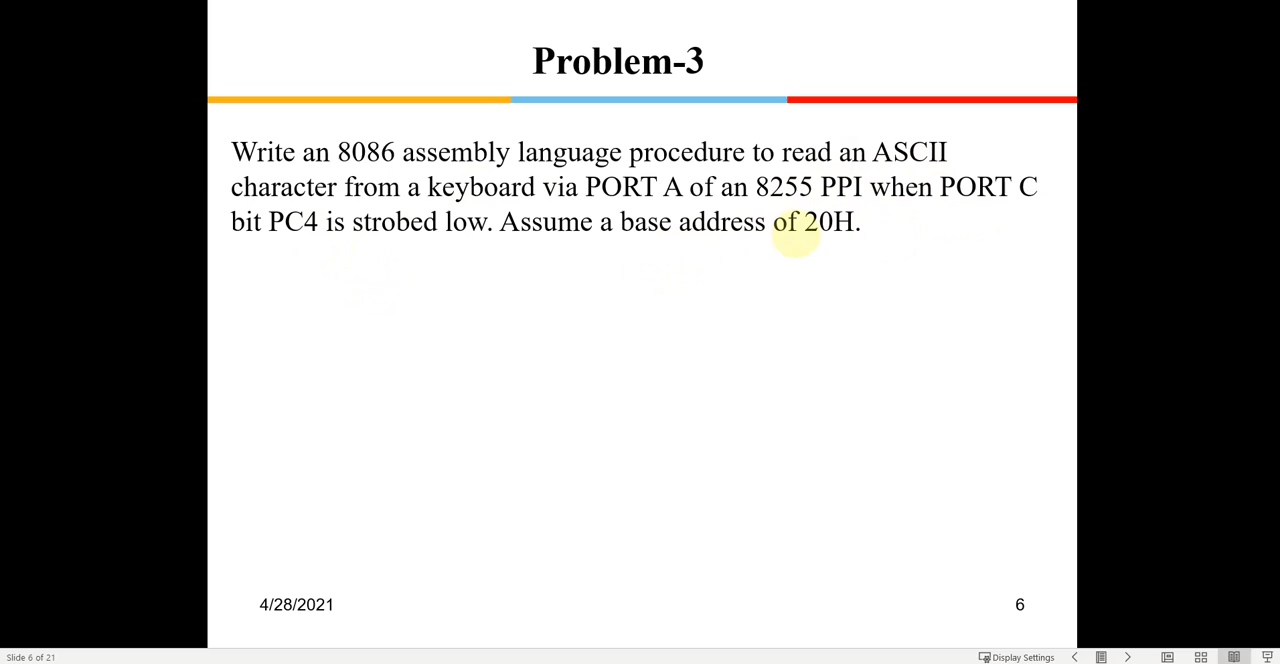 Problem-3
Write an 8086 assembly language procedure to read an ASCII
character from a keyboard via PORT A of an 8255 PPI when PORT C
bit PC4 is strobed low. Assume a base address of 20H.
4/28/2021
6
Slide 6 of 21
Display Settings